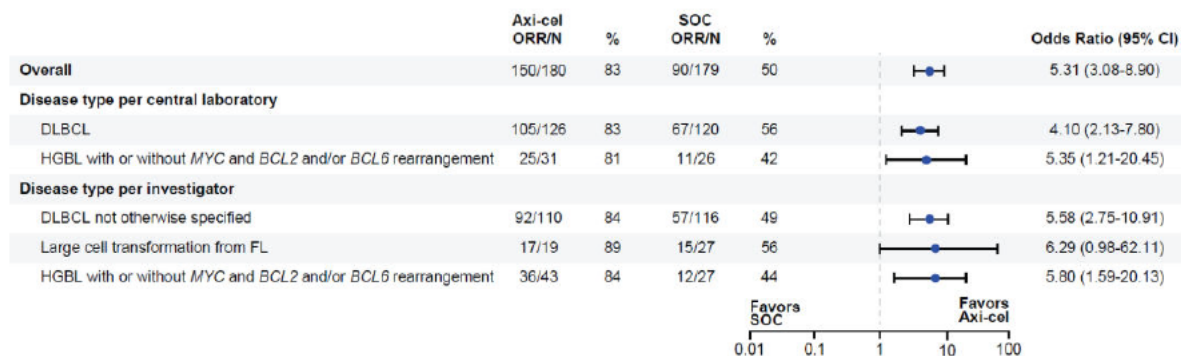 Axi-cel ORR/N % SOC ORR/N % Odds Ratio (95% CI)
Overall 150/180 83 90/179 50 5.31 (3.08-8.90)
Disease type per central laboratory
DLBCL 105/126 83 67/120 56 4.10 (2.13-7.80)
HGBL with or without MYC and BCL2 and/or BCL6 rearrangement 25/31 81 11/26 42 5.35 (1.21-20.45)
Disease type per investigator
DLBCL not otherwise specified 92/110 84 57/116 49 5.58 (2.75-10.91)
Large cell transformation from FL 17/19 89 15/27 56 6.29 (0.98-62.11)
HGBL with or without MYC and BCL2 and/or BCL6 rearrangement 36/43 84 12/27 44 5.80 (1.59-20.13)
Favors SOC Favors Axi-cel
0.01 0.1 1 10 100